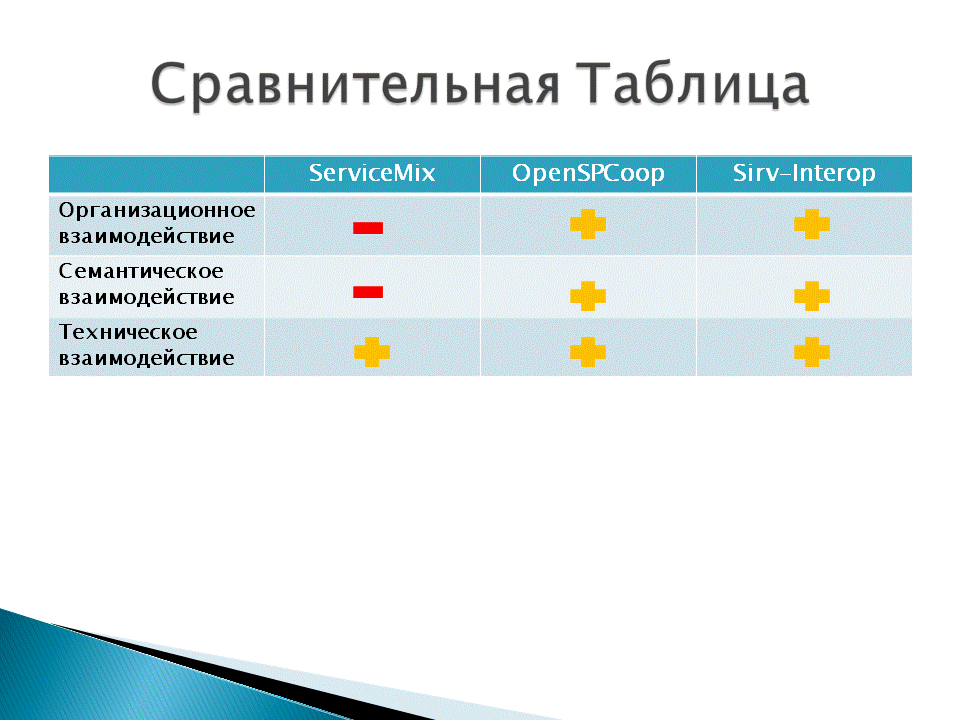 Сравнительная Таблица
ServiceMix OpenSPCoop Sirv-Interop
Организационное
взаимодействие
Семантическое
взаимодействие
Техническое
взаимодействие